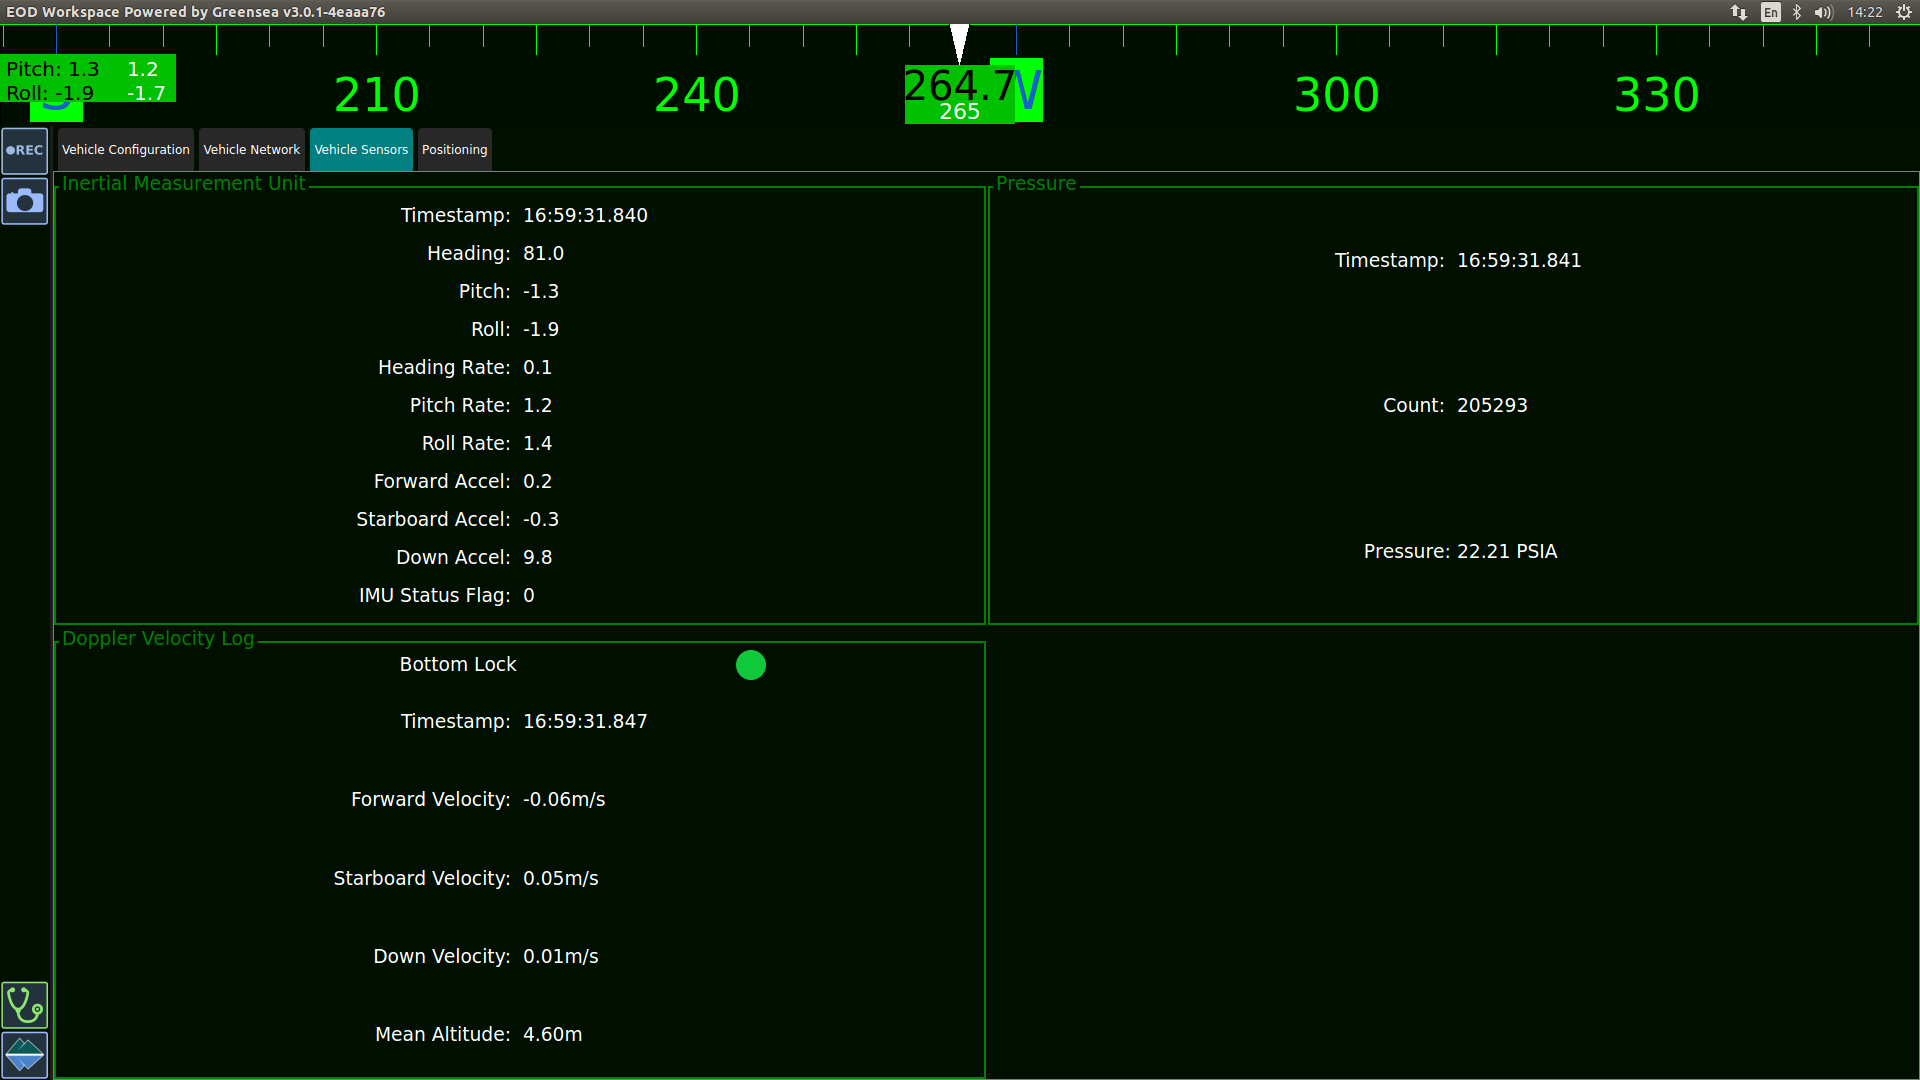 EOD Workspace Powered by Greensea v3.0.1-4eaaa76
En
14:22
Pitch: 1.3 1.2
Roll: -1.9 -1.7
210
240
264.7
265
W
300
330
REC
Vehicle Configuration
Vehicle Network
Vehicle Sensors
Positioning
Inertial Measurement Unit
Timestamp: 16:59:31.840
Heading: 81.0
Pitch: -1.3
Roll: -1.9
Heading Rate: 0.1
Pitch Rate: 1.2
Roll Rate: 1.4
Forward Accel: 0.2
Starboard Accel: -0.3
Down Accel: 9.8
IMU Status Flag: 0
Pressure
Timestamp: 16:59:31.841
Count: 205293
Pressure: 22.21 PSIA
Doppler Velocity Log
Bottom Lock
Timestamp: 16:59:31.847
Forward Velocity: -0.06m/s
Starboard Velocity: 0.05m/s
Down Velocity: 0.01m/s
Mean Altitude: 4.60m